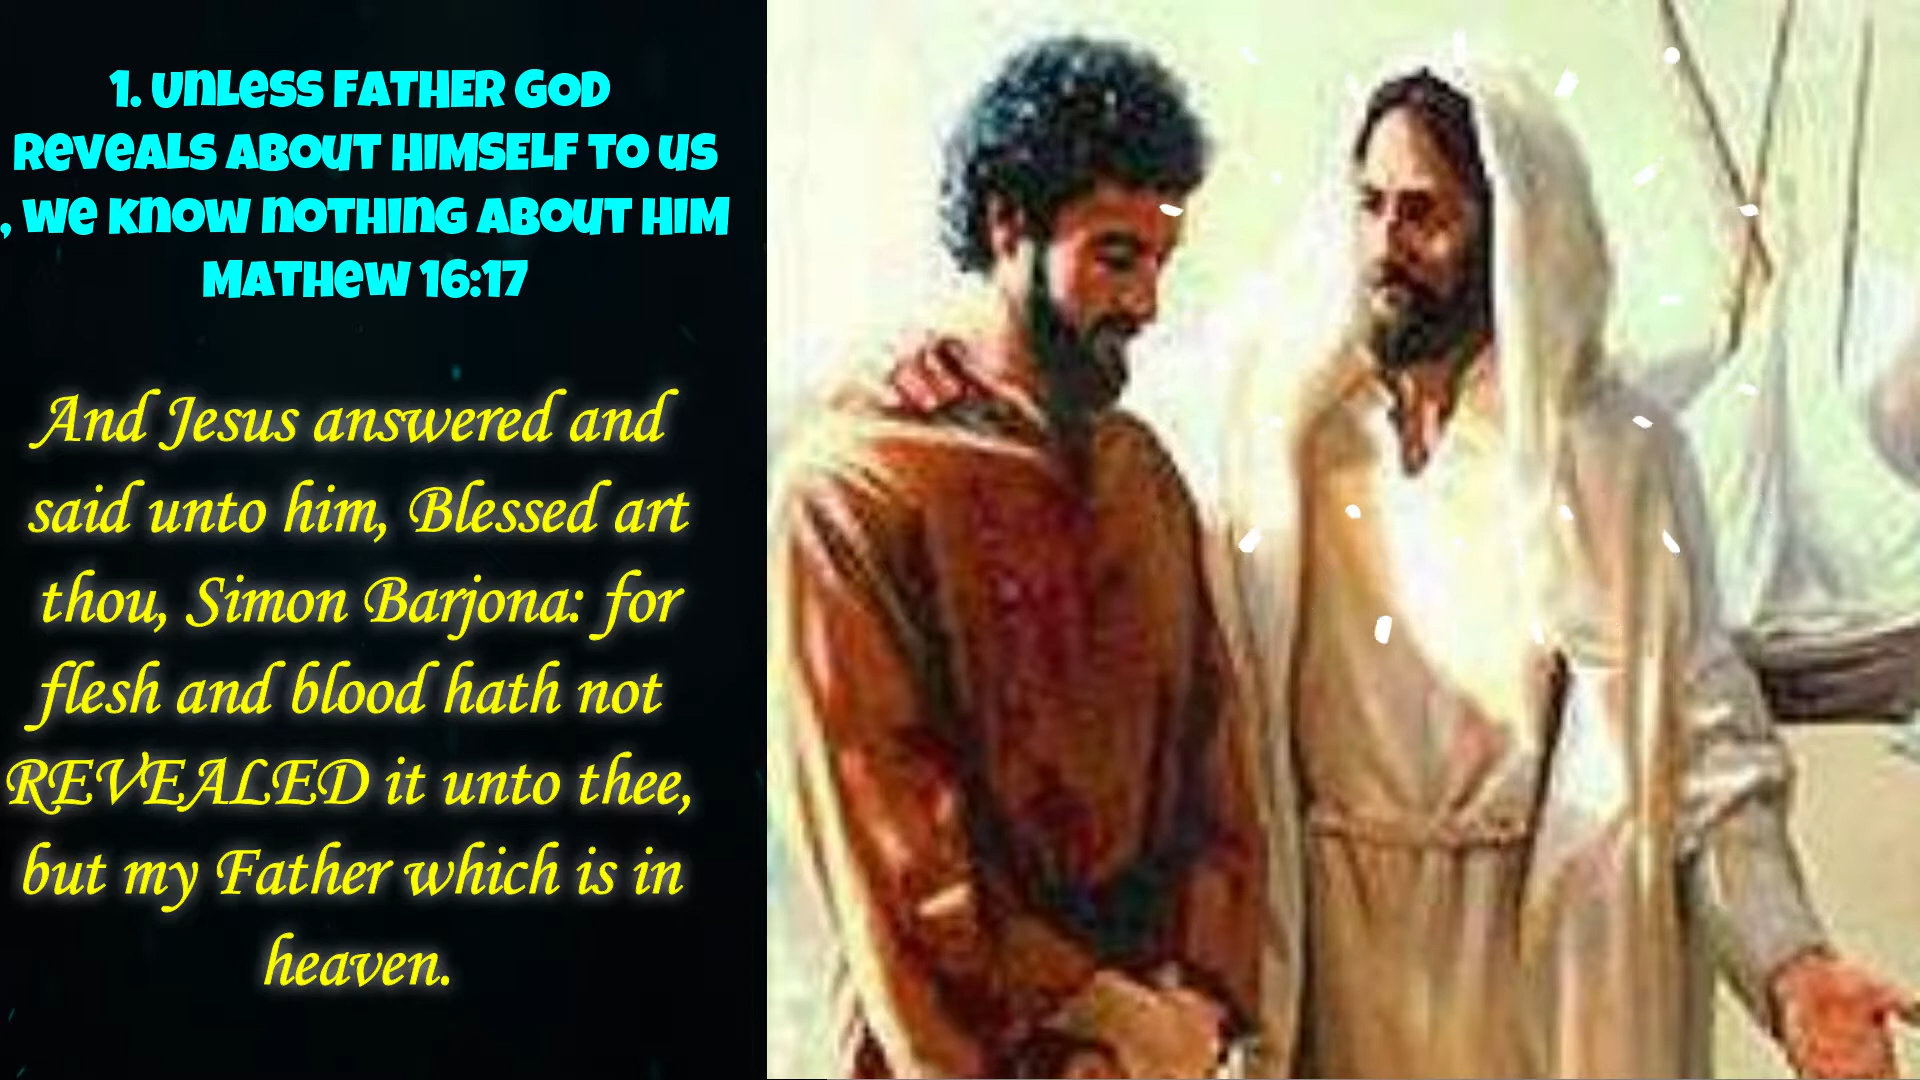 1. Unless Father God
Reveals about Himself to us
, we know nothing about Him
Mathew 16:17
And Jesus answered and
said unto him, Blessed art
thou, Simon Barjona: for
flesh and blood hath not
REVEALED it unto thee,
but my Father which is in
heaven.